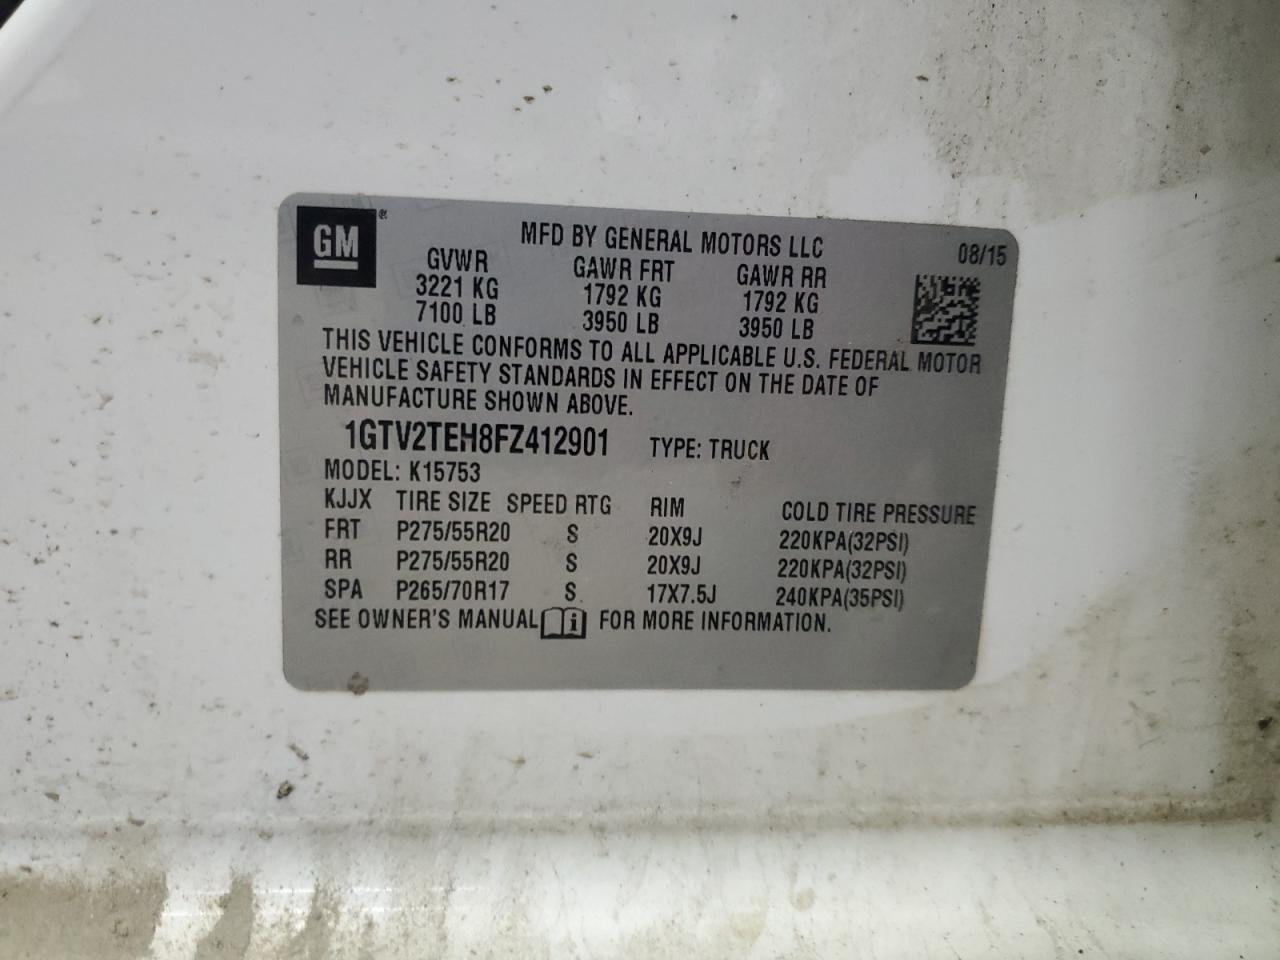 GM ®
MFD BY GENERAL MOTORS LLC 08/15
GVWR GAWR FRT GAWR RR
3221 KG 1792 KG 1792 KG
7100 LB 3950 LB 3950 LB
THIS VEHICLE CONFORMS TO ALL APPLICABLE U.S. FEDERAL MOTOR
VEHICLE SAFETY STANDARDS IN EFFECT ON THE DATE OF
MANUFACTURE SHOWN ABOVE.
1GTV2TEH8FZ412901 TYPE: TRUCK
MODEL: K15753
KJJX TIRE SIZE SPEED RTG RIM COLD TIRE PRESSURE
FRT P275/55R20 S 20X9J 220KPA(32PSI)
RR P275/55R20 S 20X9J 220KPA(32PSI)
SPA P265/70R17 S 17X7.5J 240KPA(35PSI)
SEE OWNER'S MANUAL i FOR MORE INFORMATION.